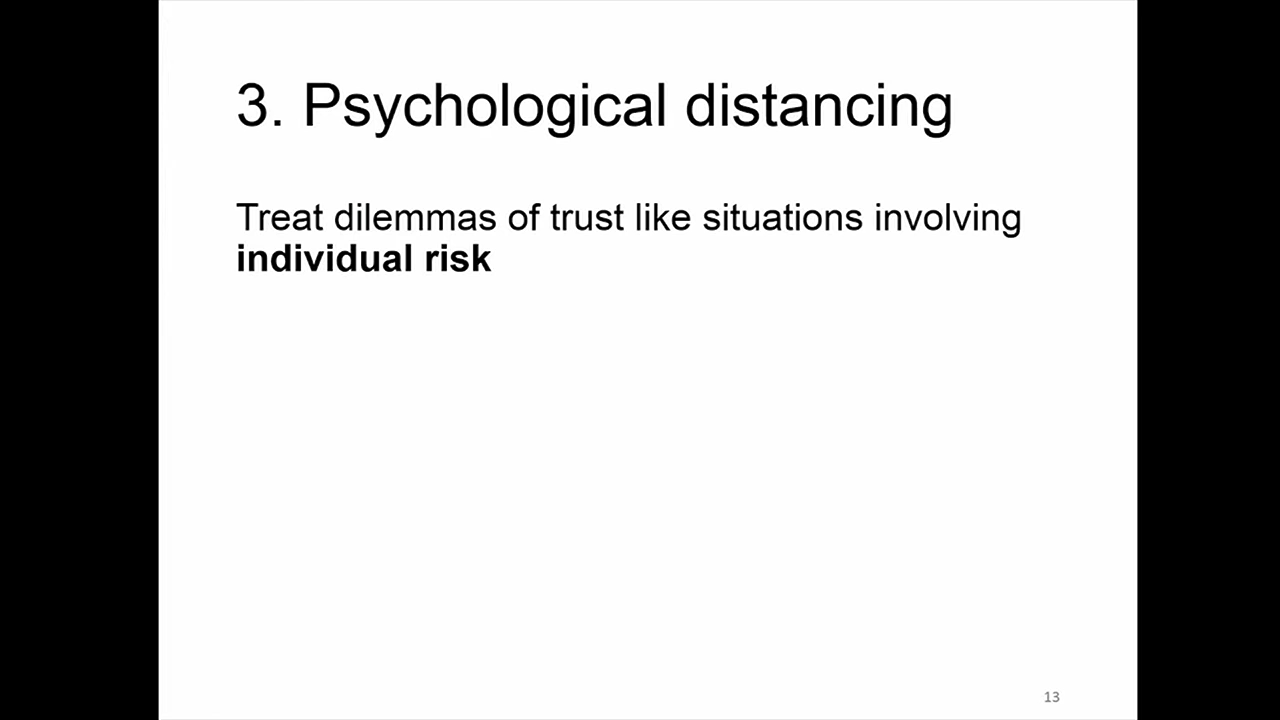 3. Psychological distancing
Treat dilemmas of trust like situations involving
individual risk
13